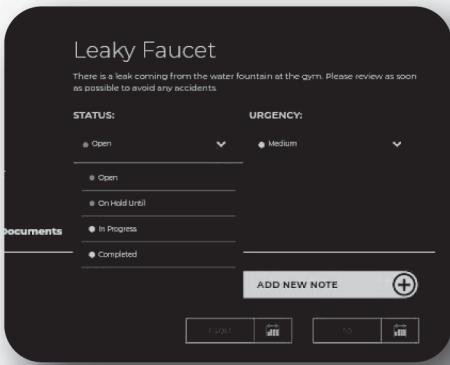 Leaky Faucet
There is a leak coming from the water fountain at the gym. Please review as soon
as possible to avoid any accidents.
STATUS:
URGENCY:
Open
Medium
Open
On Hold Until
Documents
In Progress
Completed
ADD NEW NOTE
TO